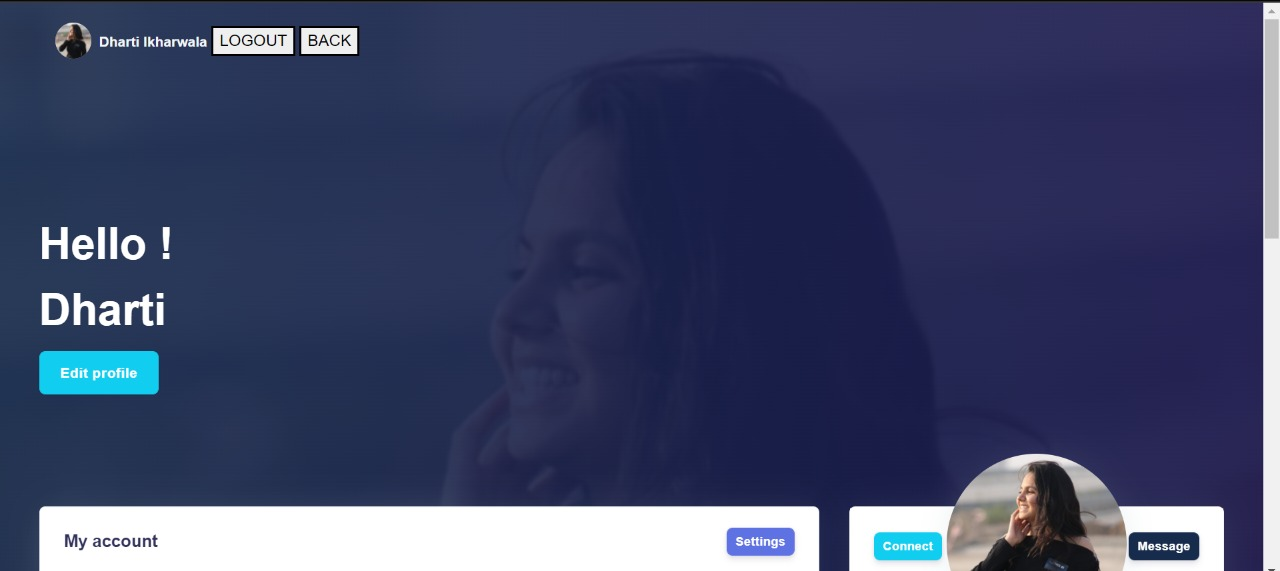 Dharti Ikharwala LOGOUT BACK
Hello !
Dharti
Edit profile
My account Settings Connect Message